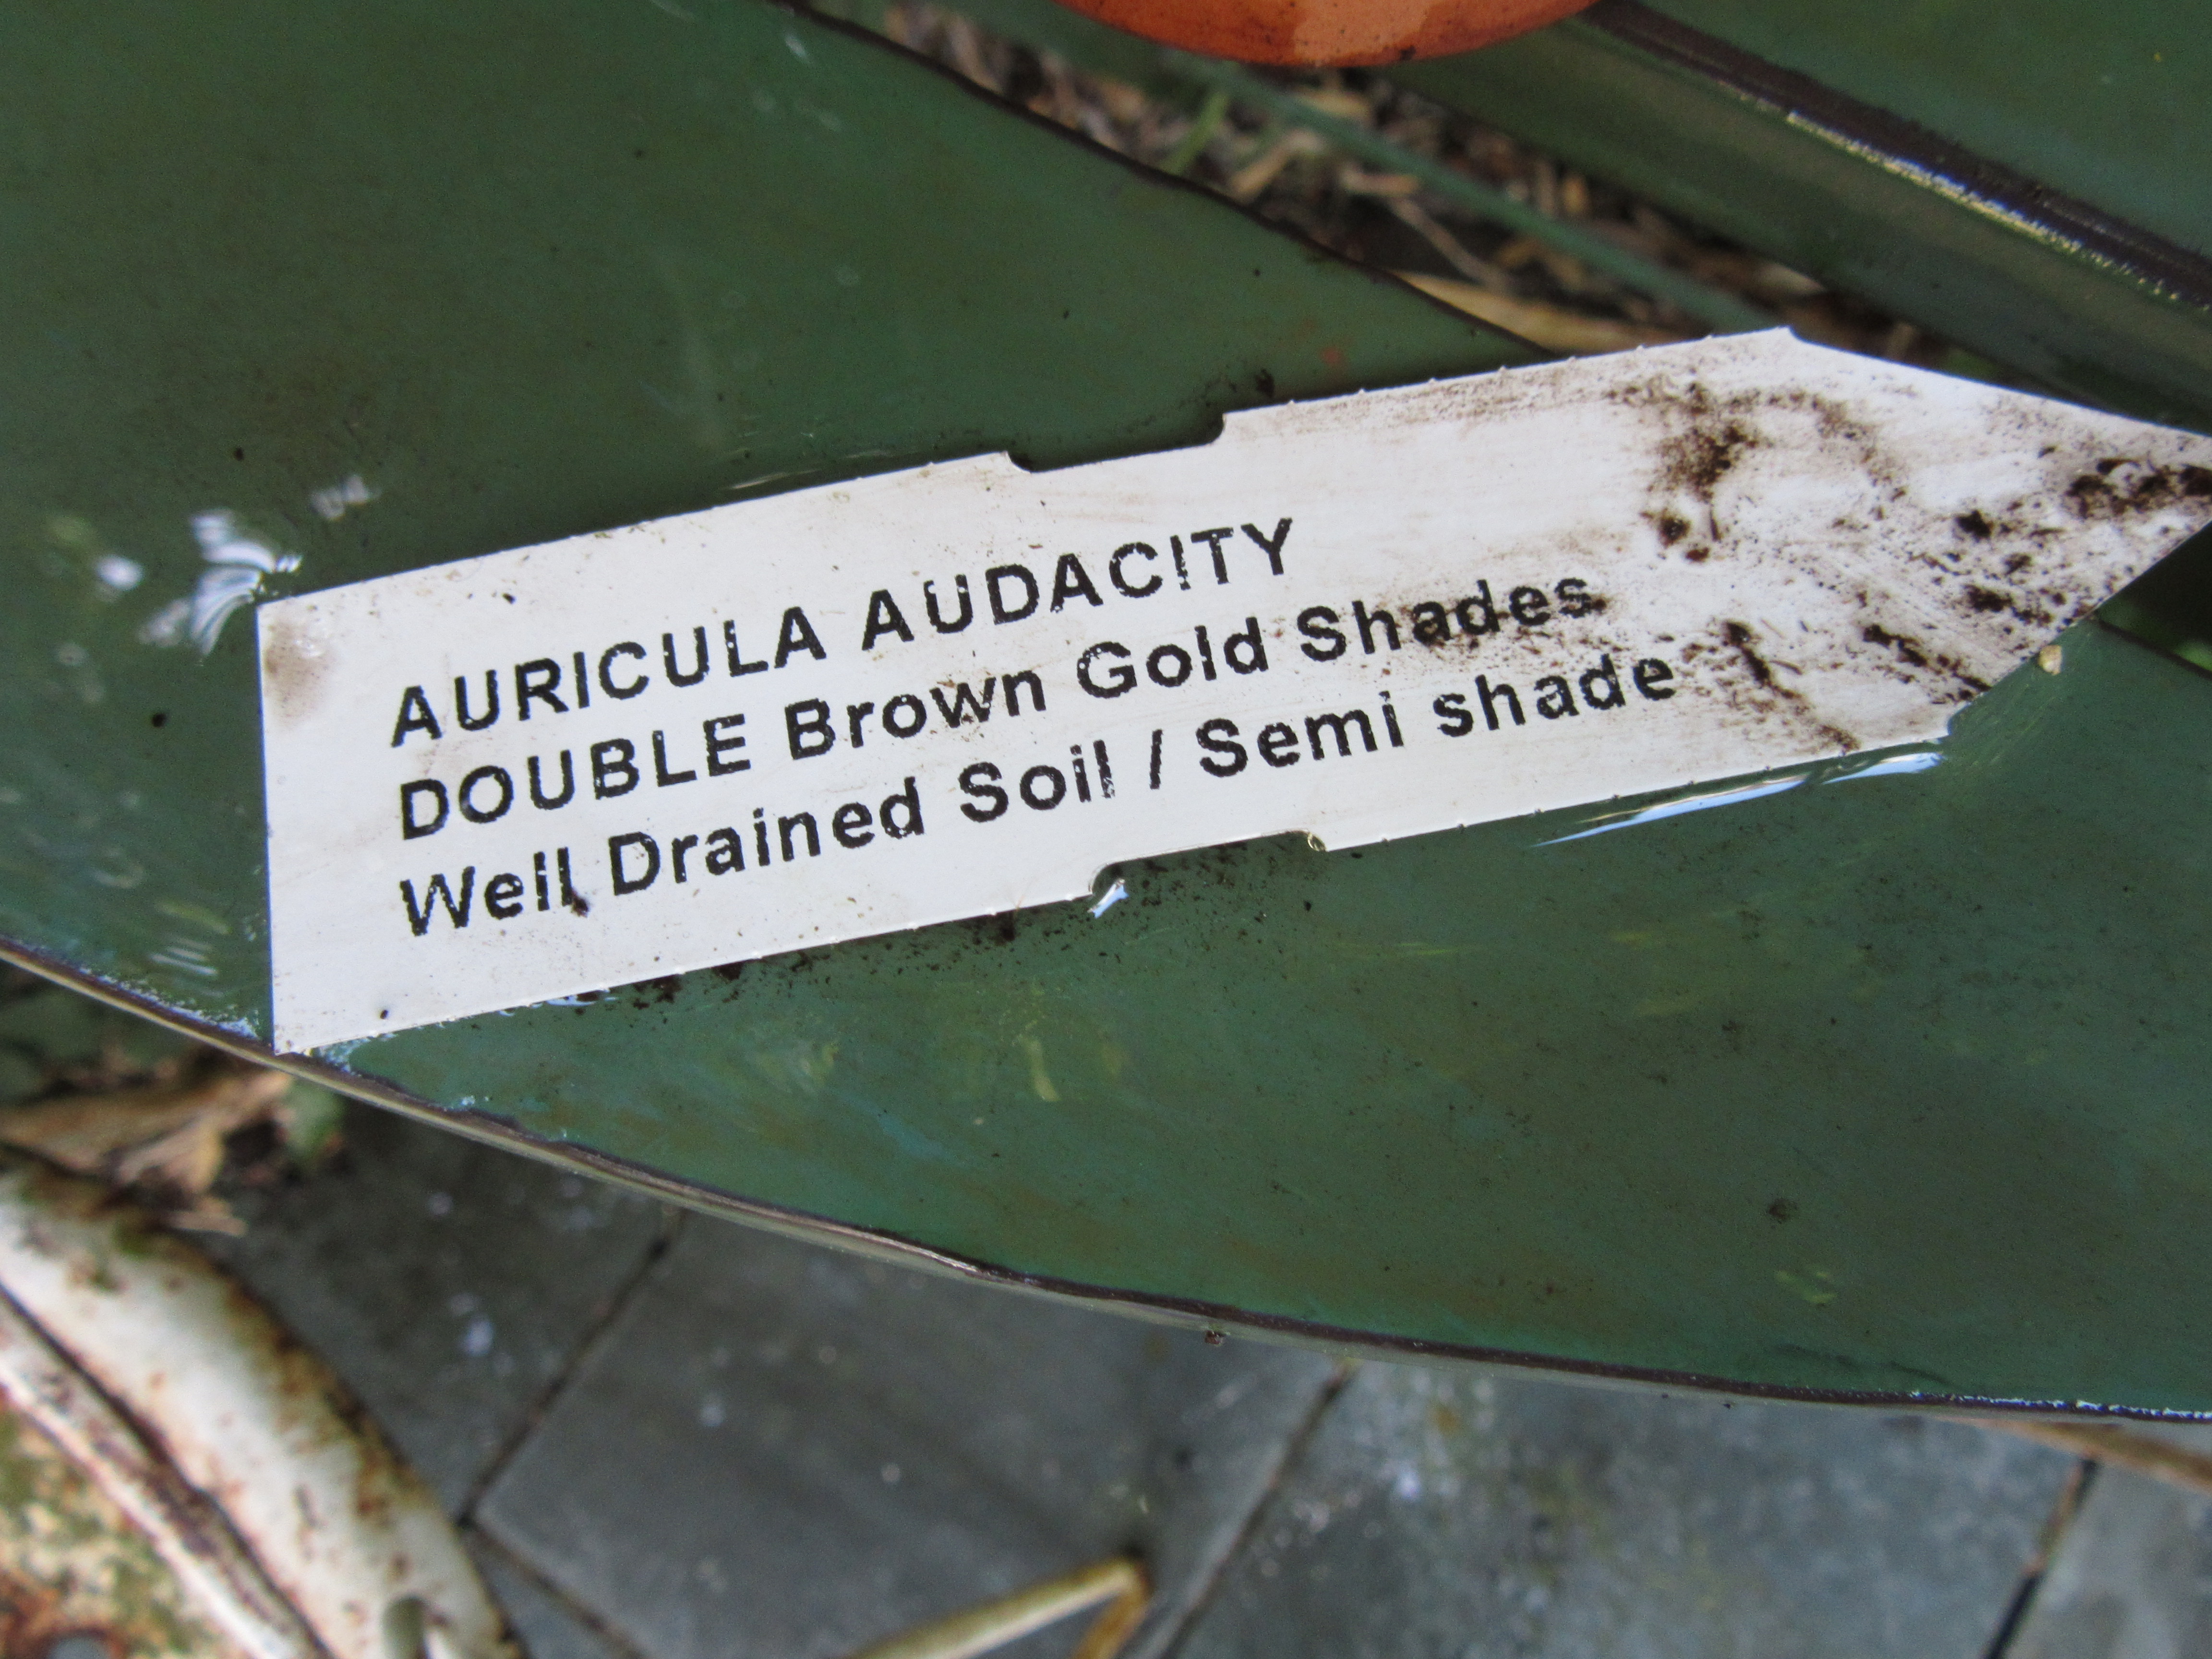 AURICULA AUDACITY
DOUBLE Brown Gold Shades
Well Drained Soil / Semi shade